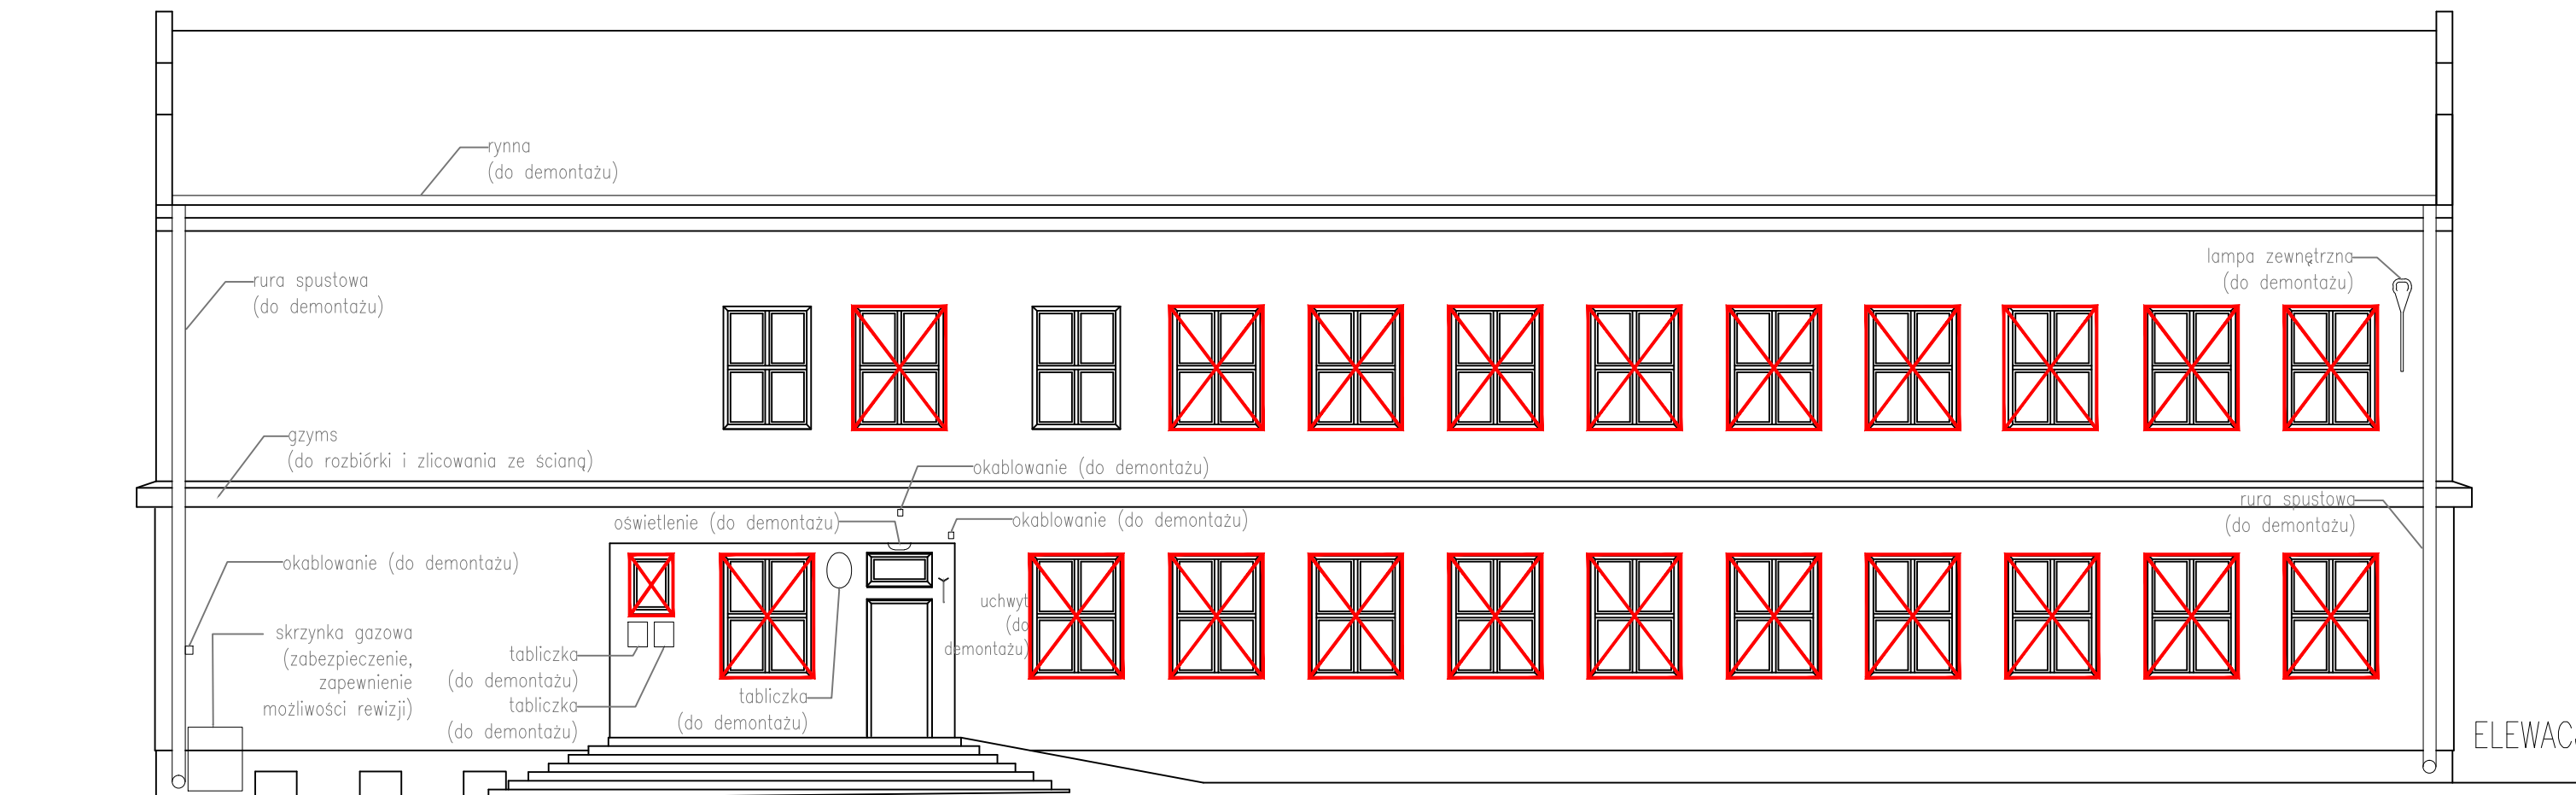 rynna
(do demontażu)
lampa zewnętrzna
(do demontażu)
rura spustowa
(do demontażu)
gzyms
(do rozbiórki i zlicowania ze ścianą)
okablowanie (do demontażu)
rura spustowa
(do demontażu)
oświetlenie (do demontażu)
okablowanie (do demontażu)
okablowanie (do demontażu)
uchwyt
(do
demontażu)
skrzynka gazowa
(zabezpieczenie,
zapewnienie
możliwości rewizji)
tabliczka
(do demontażu)
tabliczka
(do demontażu)
tabliczka
(do demontażu)